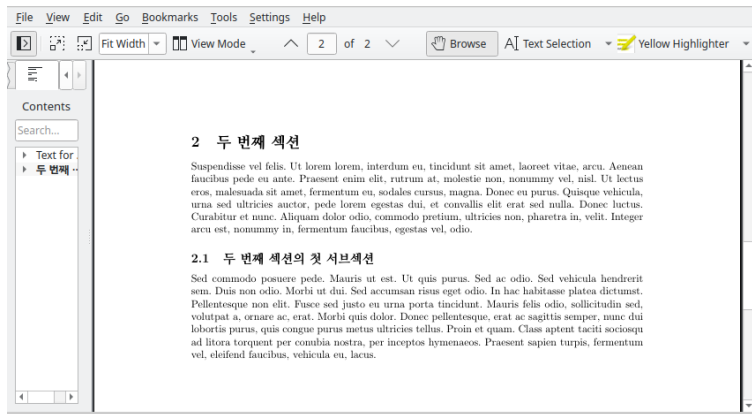 File View Edit Go Bookmarks Tools Settings Help
Fit Width View Mode 2 of 2 Browse Text Selection Yellow Highlighter
Contents
Search...
Text for
두 번째 ...
2 두 번째 섹션
Suspendisse vel felis. Ut lorem lorem, interdum eu, tincidunt sit amet, laoreet vitae, arcu. Aenean
faucibus pede eu ante. Praesent enim elit, rutrum at, molestie non, nonummy vel, nisl. Ut lectus
eros, malesuada sit amet, fermentum eu, sodales cursus, magna. Donec eu purus. Quisque vehicula,
urna sed ultricies auctor, pede lorem egestas dui, et convallis elit erat sed nulla. Donec luctus.
Curabitur et nunc. Aliquam dolor odio, commodo pretium, ultricies non, pharetra in, velit. Integer
arcu est, nonummy in, fermentum faucibus, egestas vel, odio.
2.1 두 번째 섹션의 첫 서브섹션
Sed commodo posuere pede. Mauris ut est. Ut quis purus. Sed ac odio. Sed vehicula hendrerit
sem. Duis non odio. Morbi ut dui. Sed accumsan risus eget odio. In hac habitasse platea dictumst.
Pellentesque non elit. Fusce sed justo eu urna porta tincidunt. Mauris felis odio, sollicitudin sed,
volutpat a, ornare ac, erat. Morbi quis dolor. Donec pellentesque, erat ac sagittis semper, nunc dui
lobortis purus, quis congue purus metus ultricies tellus. Proin et quam. Class aptent taciti sociosqu
ad litora torquent per conubia nostra, per inceptos hymenaeos. Praesent sapien turpis, fermentum
vel, eleifend faucibus, vehicula eu, lacus.